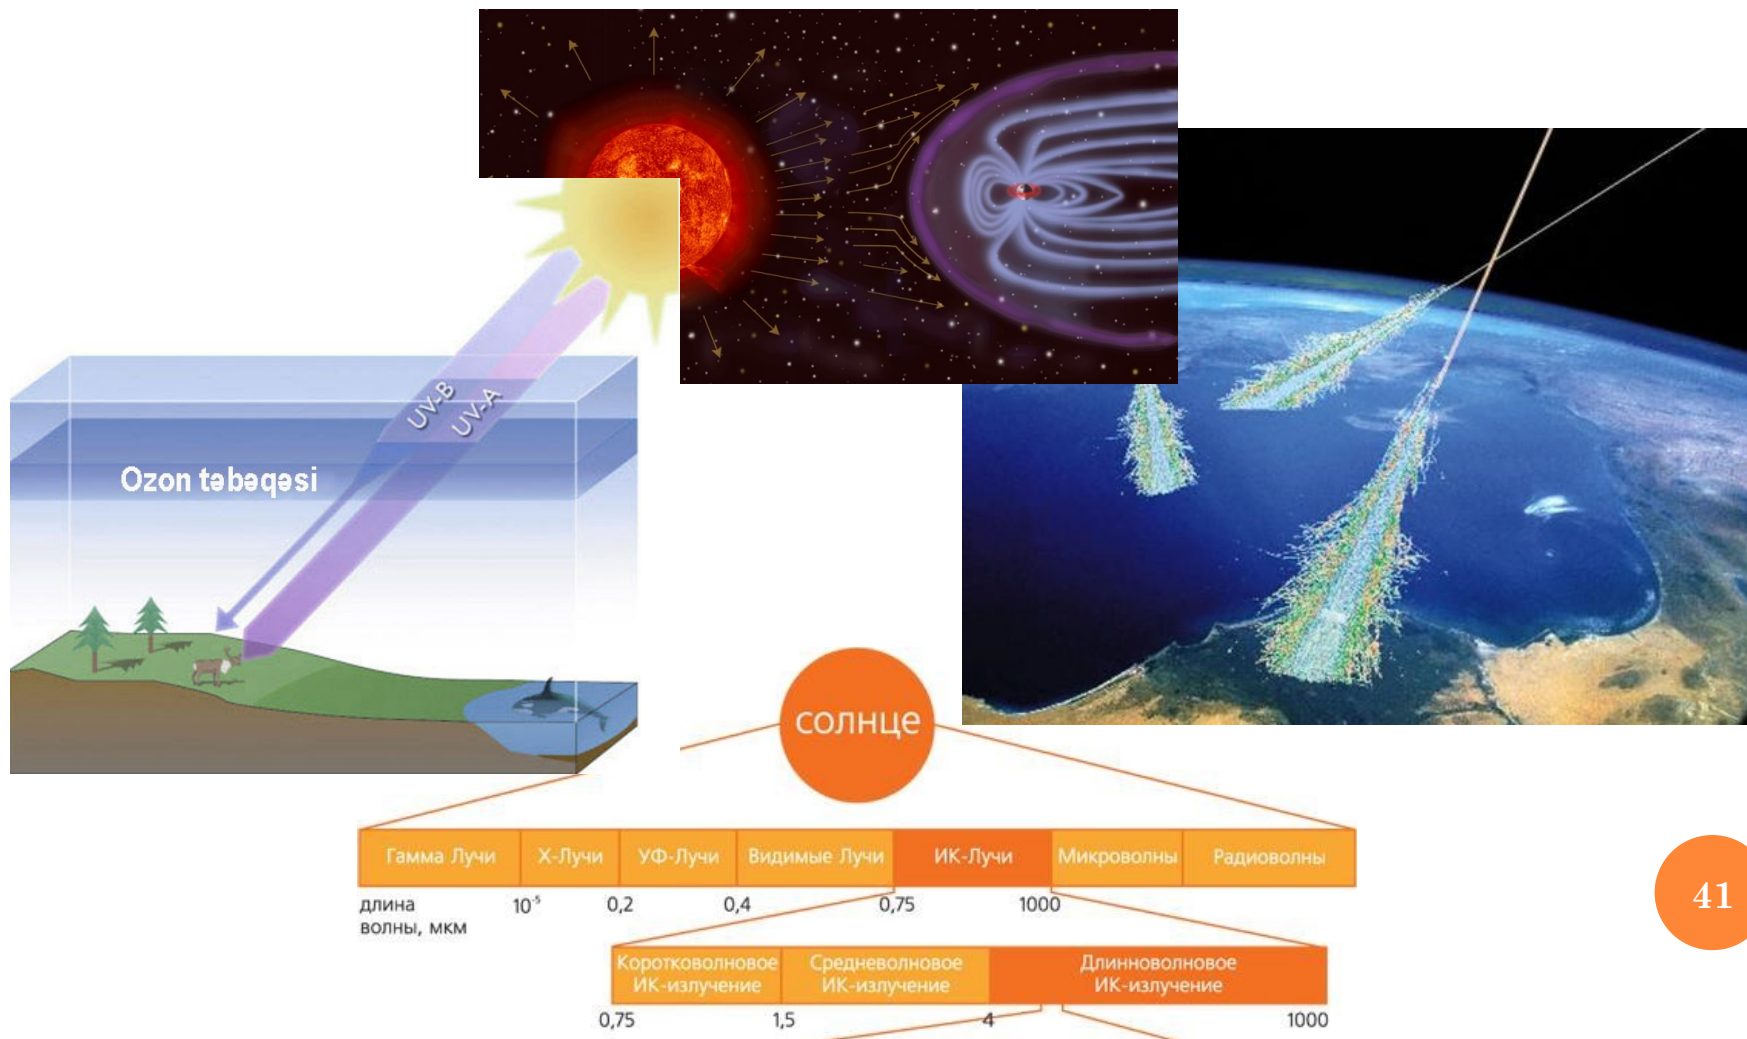 UV-B
UV-A
Ozon təbəqəsi
СОЛНЦЕ
Гамма Лучи
Х-Лучи
УФ-Лучи
Видимые Лучи
ИК-Лучи
Микроволны
Радиоволны
длина
волны, мкм
10⁻⁵
0,2
0,4
0,75
1000
41
Коротковолновое
ИК-излучение
Средневолновое
ИК-излучение
Длинноволновое
ИК-излучение
0,75
1,5
4
1000